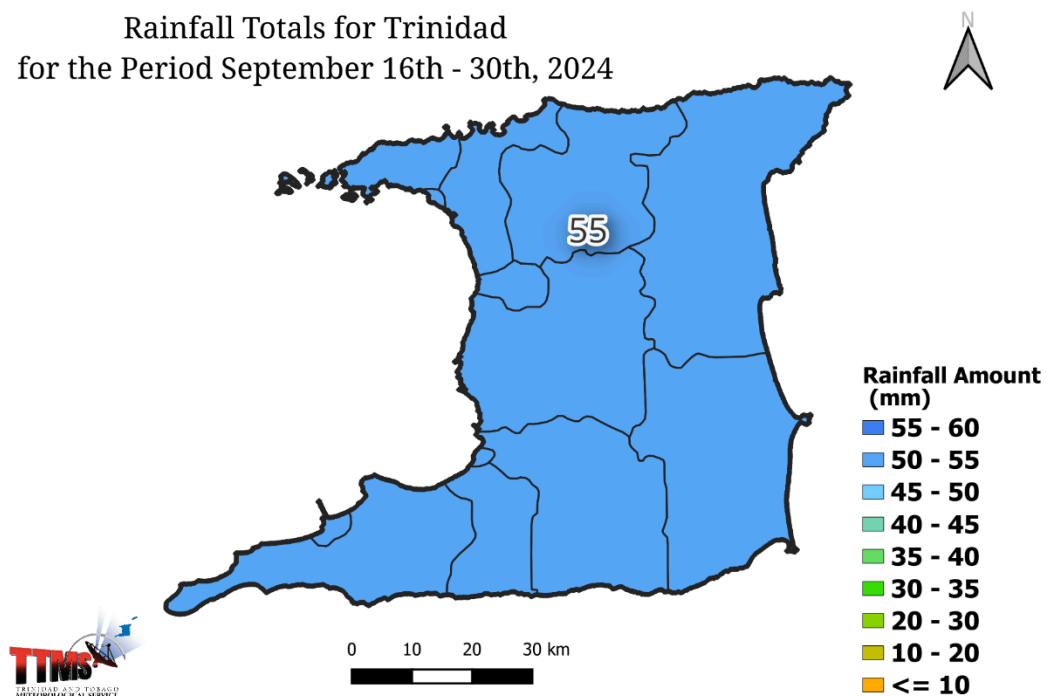 Rainfall Totals for Trinidad
for the Period September 16th - 30th, 2024
N
55
Rainfall Amount
(mm)
55 - 60
50 - 55
45 - 50
40 - 45
35 - 40
30 - 35
20 - 30
10 - 20
<= 10
0 10 20 30 km
TTMS
TRINIDAD AND TOBAGO
METEOROLOGICAL SERVICE